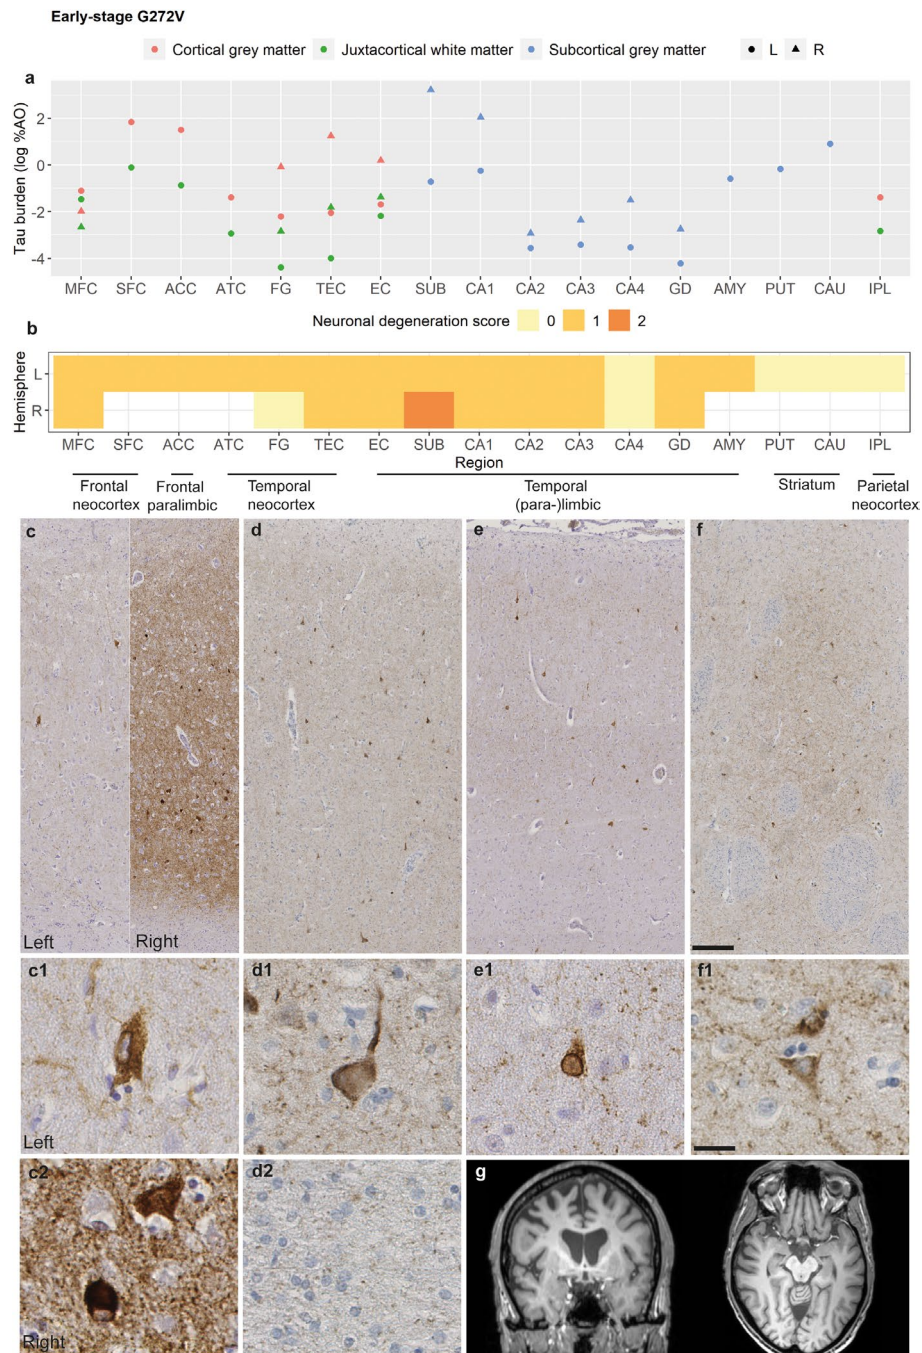 Early-stage G272V
Cortical grey matter Juxtacortical white matter Subcortical grey matter L R
a
Tau burden (log %AO)
2
0
-2
-4
MFC SFC ACC ATC FG TEC EC SUB CA1 CA2 CA3 CA4 GD AMY PUT CAU IPL
Neuronal degeneration score 0 1 2
b
Hemisphere
L
R
MFC SFC ACC ATC FG TEC EC SUB CA1 CA2 CA3 CA4 GD AMY PUT CAU IPL
Region
Frontal neocortex
Frontal paralimbic
Temporal neocortex
Temporal (para-)limbic
Striatum
Parietal neocortex
c d e f
Left Right
c1 d1 e1 f1
Left
c2 d2 g
Right